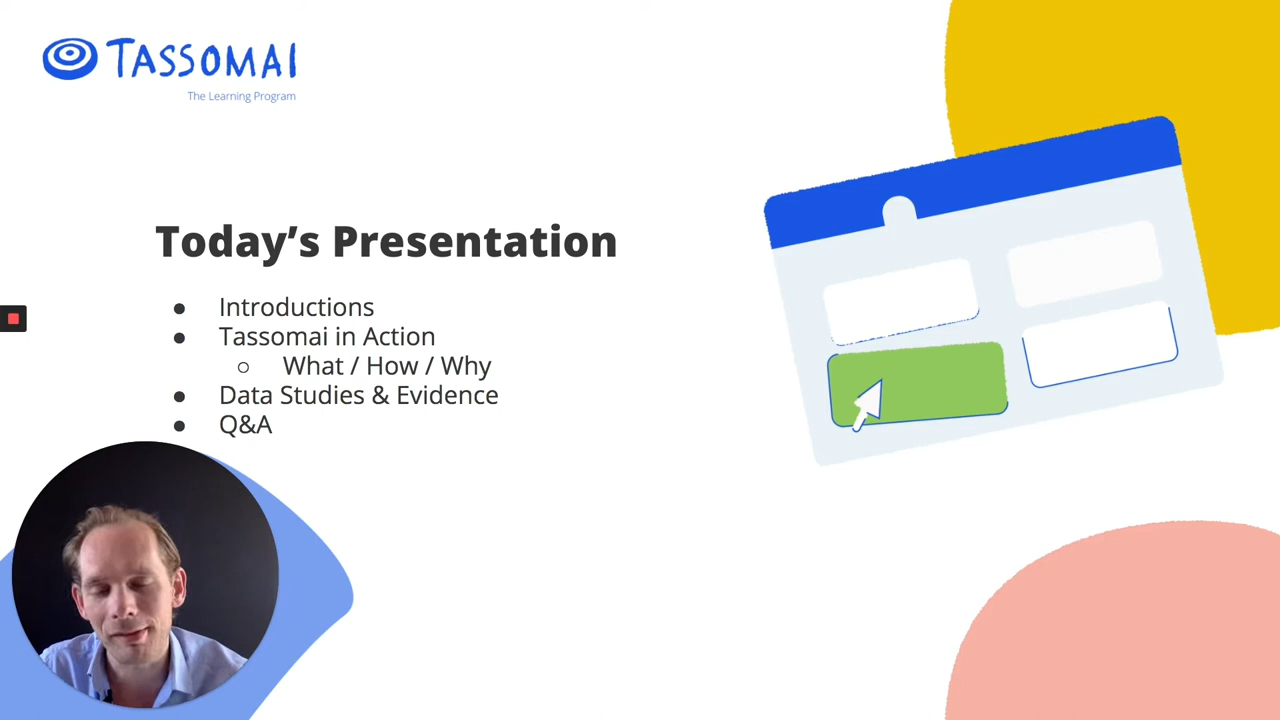 TASSOMAI
The Learning Program
Today’s Presentation
● Introductions
● Tassomai in Action
○ What / How / Why
● Data Studies & Evidence
● Q&A